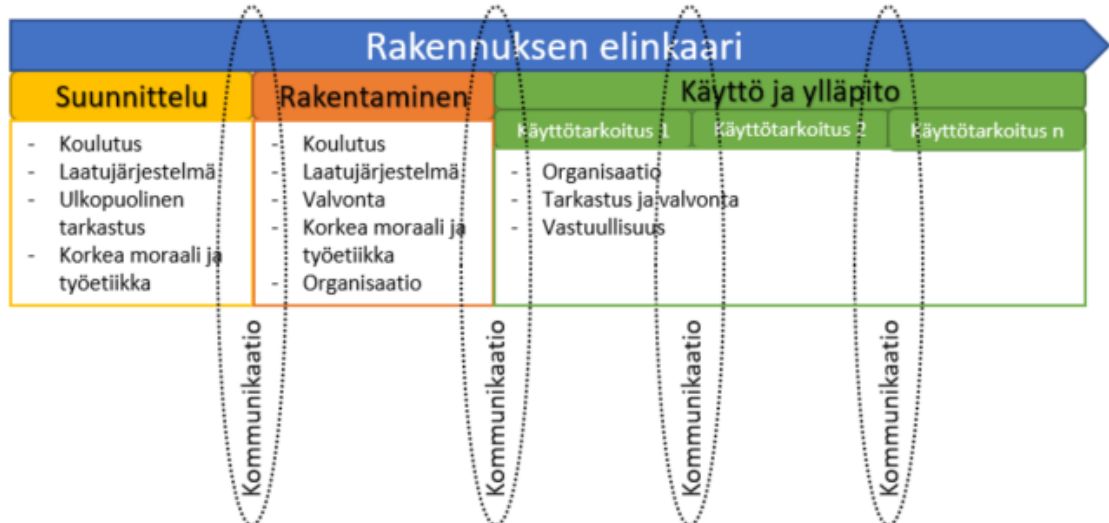 Rakennuksen elinkaari
Suunnittelu
- Koulutus
- Laatujärjestelmä
- Ulkopuolinen
tarkastus
- Korkea moraali ja
työetiikka
Rakentaminen
- Koulutus
- Laatujärjestelmä
- Valvonta
- Korkea moraali ja
työetiikka
- Organisaatio
Käyttö ja ylläpito
Käyttötarkoitus 1
Käyttötarkoitus 2
Käyttötarkoitus n
- Organisaatio
- Tarkastus ja valvonta
- Vastuullisuus
Kommunikaatio
Kommunikaatio
Kommunikaatio
Kommunikaatio